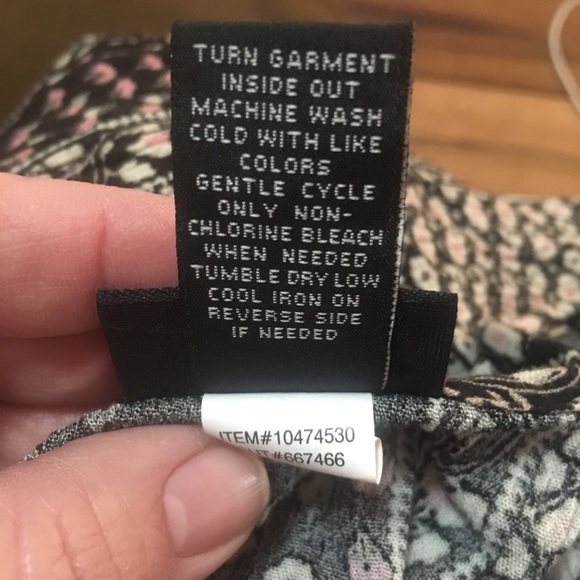 TURN GARMENT
INSIDE OUT
MACHINE WASH
COLD WITH LIKE
COLORS
GENTLE CYCLE
ONLY NON-
CHLORINE BLEACH
WHEN NEEDED
TUMBLE DRY LOW
COOL IRON ON
REVERSE SIDE
IF NEEDED
ITEM#10474530
#667466